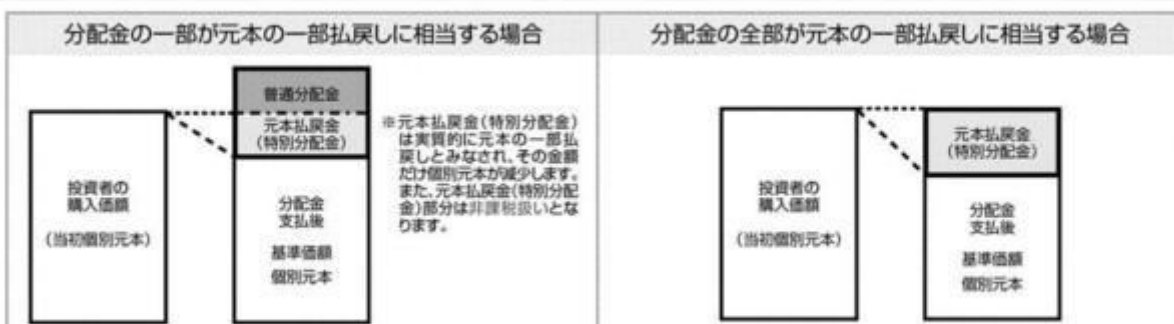 分配金の一部が元本の一部払戻しに相当する場合
普通分配金
元本払戻金
(特別分配金)
投資者の
購入価額
(当初個別元本)
分配金
支払後
基準価額
個別元本
※元本払戻金(特別分配金)
は実質的に元本の一部払
戻しとみなされ、その金額
だけ個別元本が減少します。
また、元本払戻金(特別分配
金)部分は非課税扱いとな
ります。
分配金の全部が元本の一部払戻しに相当する場合
元本払戻金
(特別分配金)
投資者の
購入価額
(当初個別元本)
分配金
支払後
基準価額
個別元本